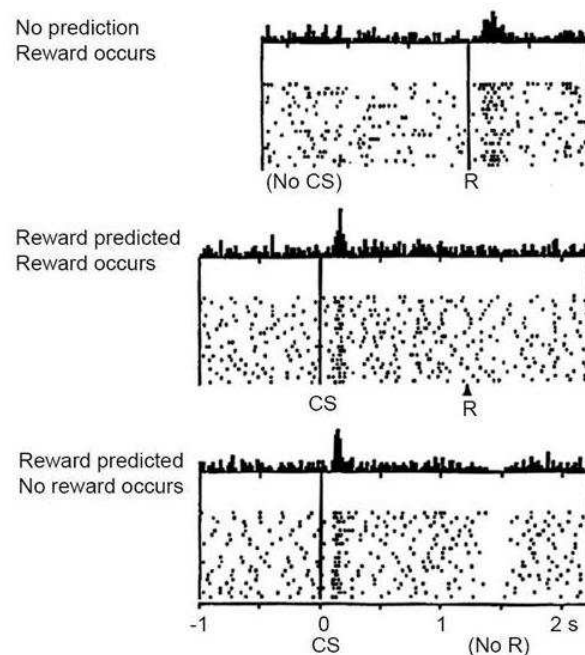 No prediction
Reward occurs
(No CS) R
Reward predicted
Reward occurs
CS R
Reward predicted
No reward occurs
-1 0 1 2 s
CS (No R)